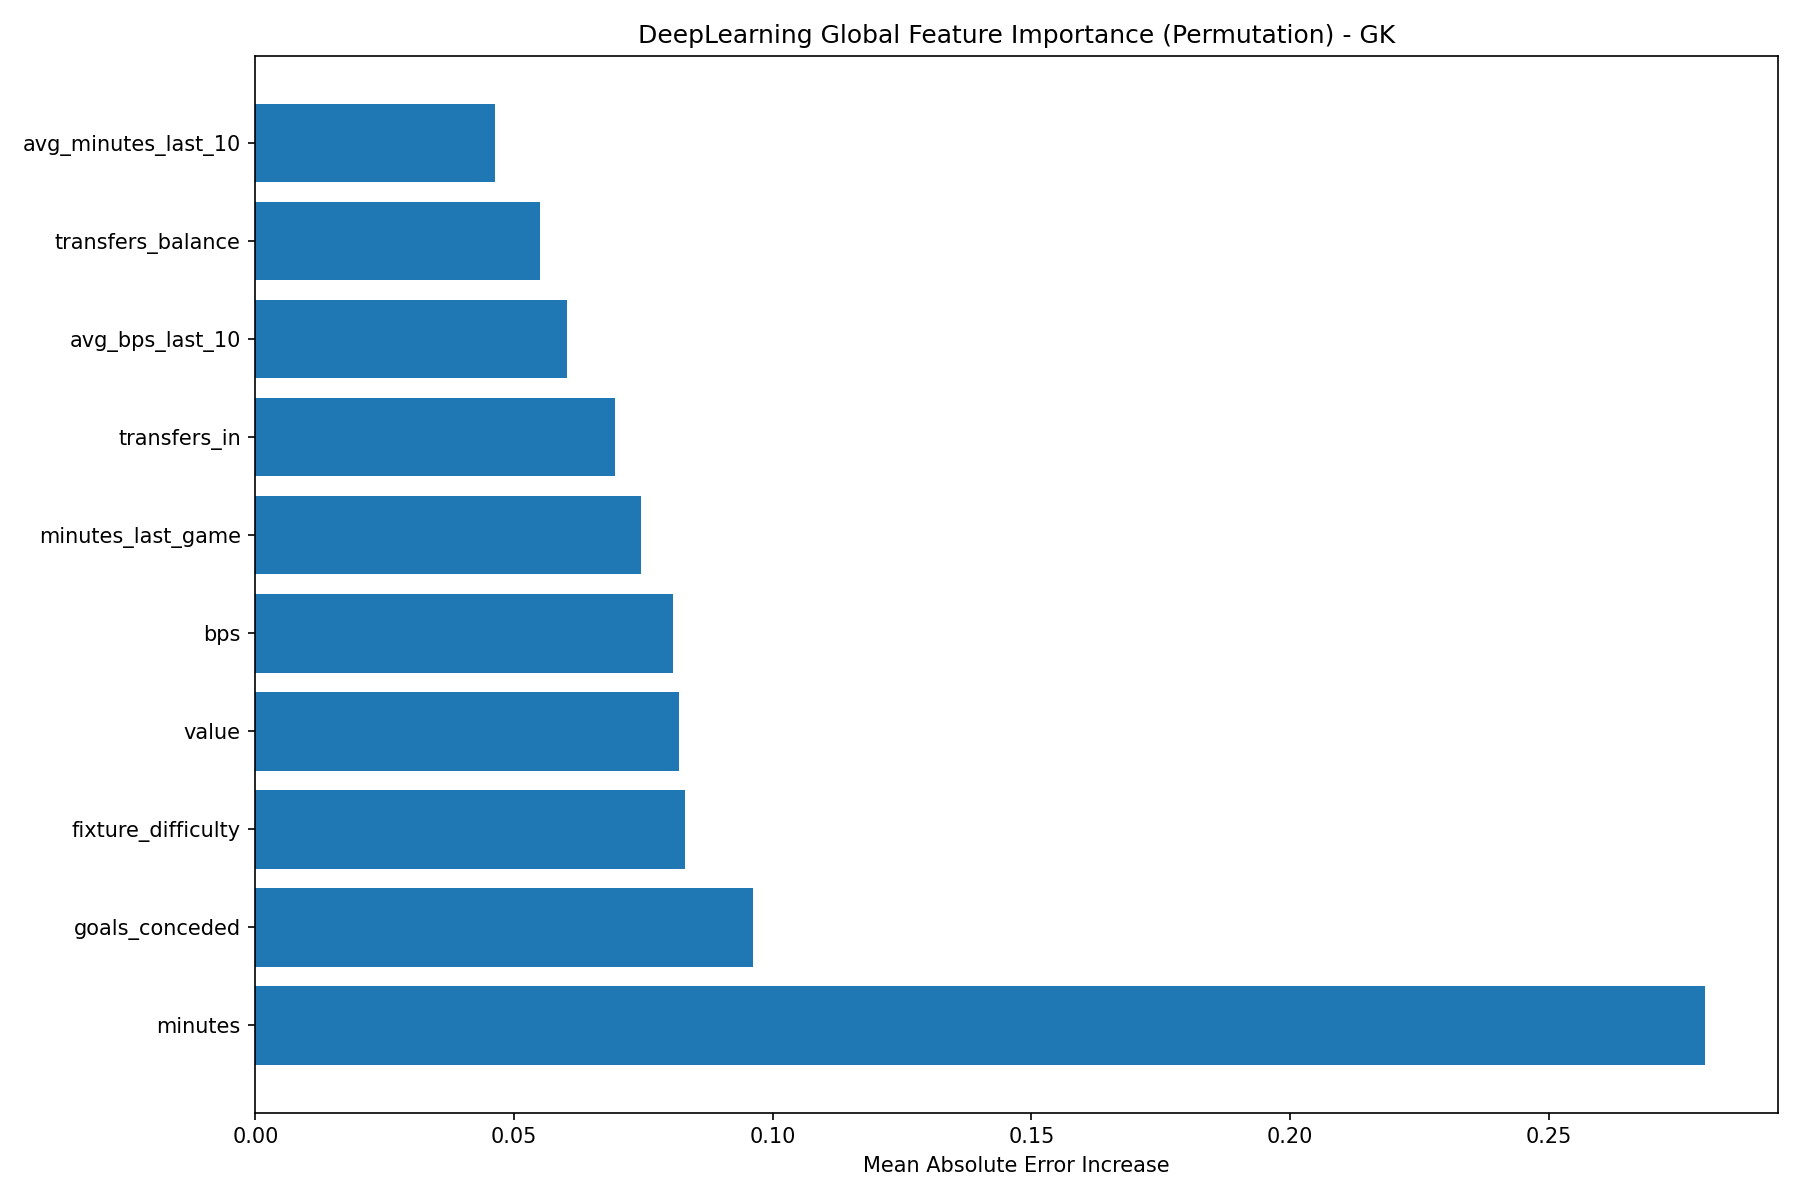 DeepLearning Global Feature Importance (Permutation) - GK
avg_minutes_last_10
transfers_balance
avg_bps_last_10
transfers_in
minutes_last_game
bps
value
fixture_difficulty
goals_conceded
minutes
0.00 0.05 0.10 0.15 0.20 0.25
Mean Absolute Error Increase